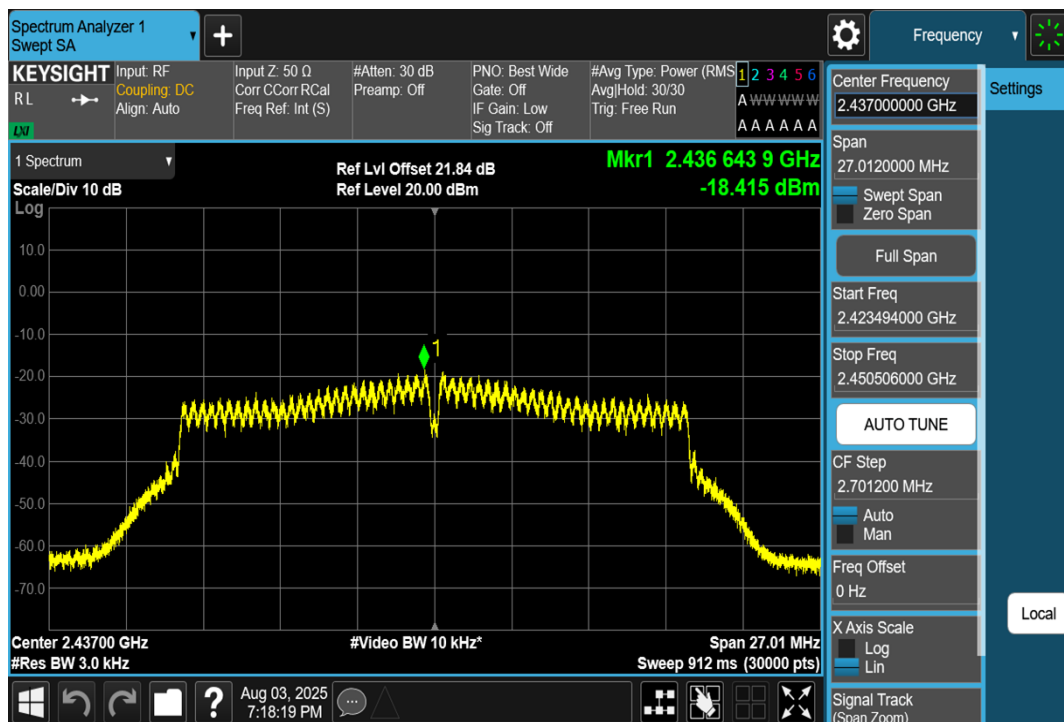 Spectrum Analyzer 1
Swept SA
+
Frequency
KEYSIGHT
RL
LXI
Input: RF
Coupling: DC
Align: Auto
Input Z: 50 Ω
Corr CCorr RCal
Freq Ref: Int (S)
#Atten: 30 dB
Preamp: Off
PNO: Best Wide
Gate: Off
IF Gain: Low
Sig Track: Off
#Avg Type: Power (RMS
Avg|Hold: 30/30
Trig: Free Run
1 2 3 4 5 6
A W W W W W
A A A A A A
Center Frequency
2.437000000 GHz
Settings
Span
27.0120000 MHz
Swept Span
Zero Span
Full Span
Start Freq
2.423494000 GHz
Stop Freq
2.450506000 GHz
AUTO TUNE
CF Step
2.701200 MHz
Auto
Man
Freq Offset
0 Hz
X Axis Scale
Log
Lin
Signal Track
(Span Zoom)
Local
1 Spectrum
Scale/Div 10 dB
Ref Lvl Offset 21.84 dB
Ref Level 20.00 dBm
Mkr1 2.436 643 9 GHz
-18.415 dBm
Log
10.0
0.00
-10.0
-20.0
-30.0
-40.0
-50.0
-60.0
-70.0
1
Center 2.43700 GHz
#Video BW 10 kHz*
Span 27.01 MHz
#Res BW 3.0 kHz
Sweep 912 ms (30000 pts)
?
Aug 03, 2025
7:18:19 PM